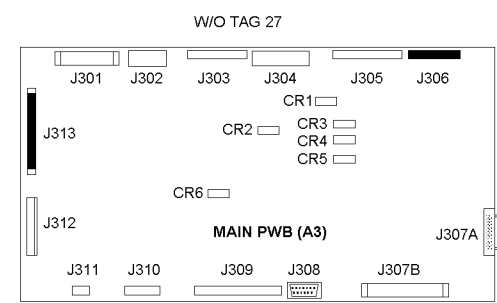 W/O TAG 27
J301 J302 J303 J304 J305 J306
CR1
J313 CR2 CR3
CR4
CR5
CR6
J312 MAIN PWB (A3) J307A
J311 J310 J309 J308 J307B